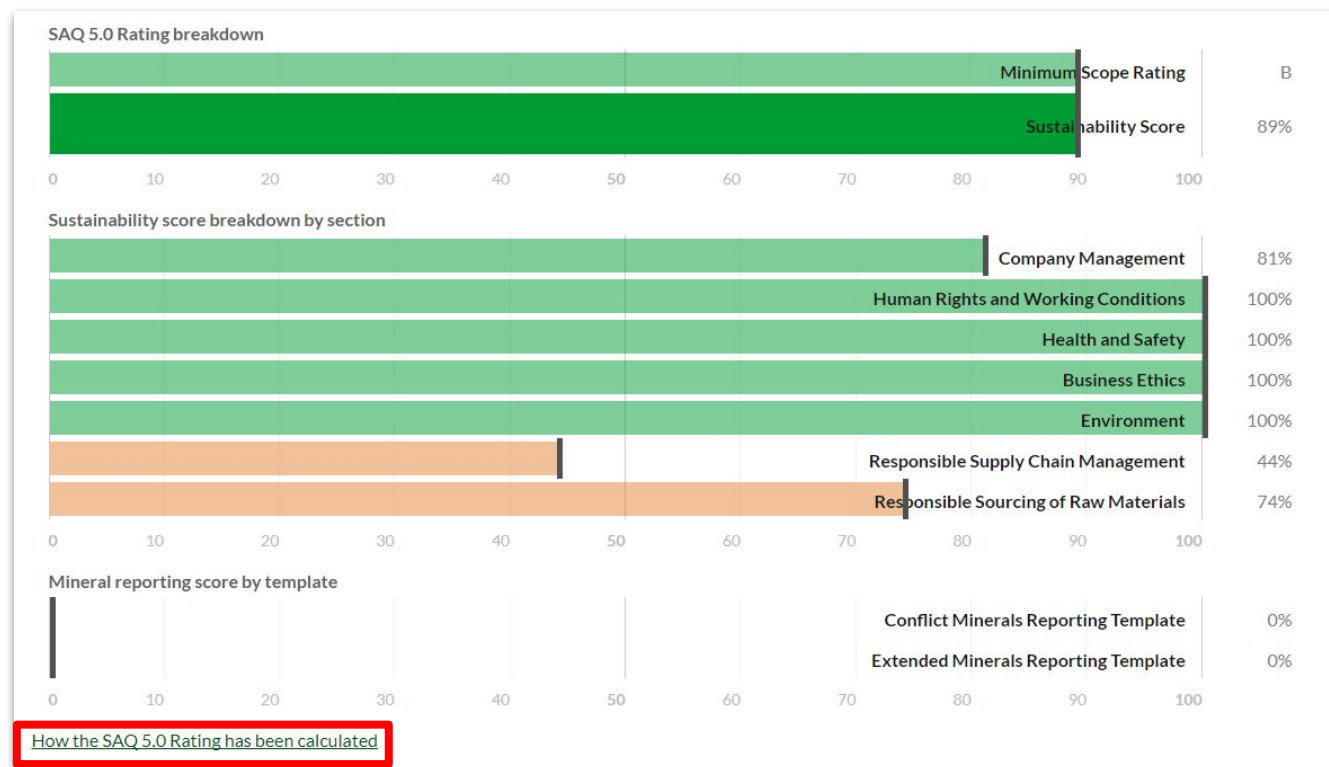 SAQ 5.0 Rating breakdown
Minimum Scope Rating B
Sustainability Score 89%
0 10 20 30 40 50 60 70 80 90 100
Sustainability score breakdown by section
Company Management 81%
Human Rights and Working Conditions 100%
Health and Safety 100%
Business Ethics 100%
Environment 100%
Responsible Supply Chain Management 44%
Responsible Sourcing of Raw Materials 74%
0 10 20 30 40 50 60 70 80 90 100
Mineral reporting score by template
Conflict Minerals Reporting Template 0%
Extended Minerals Reporting Template 0%
0 10 20 30 40 50 60 70 80 90 100
How the SAQ 5.0 Rating has been calculated